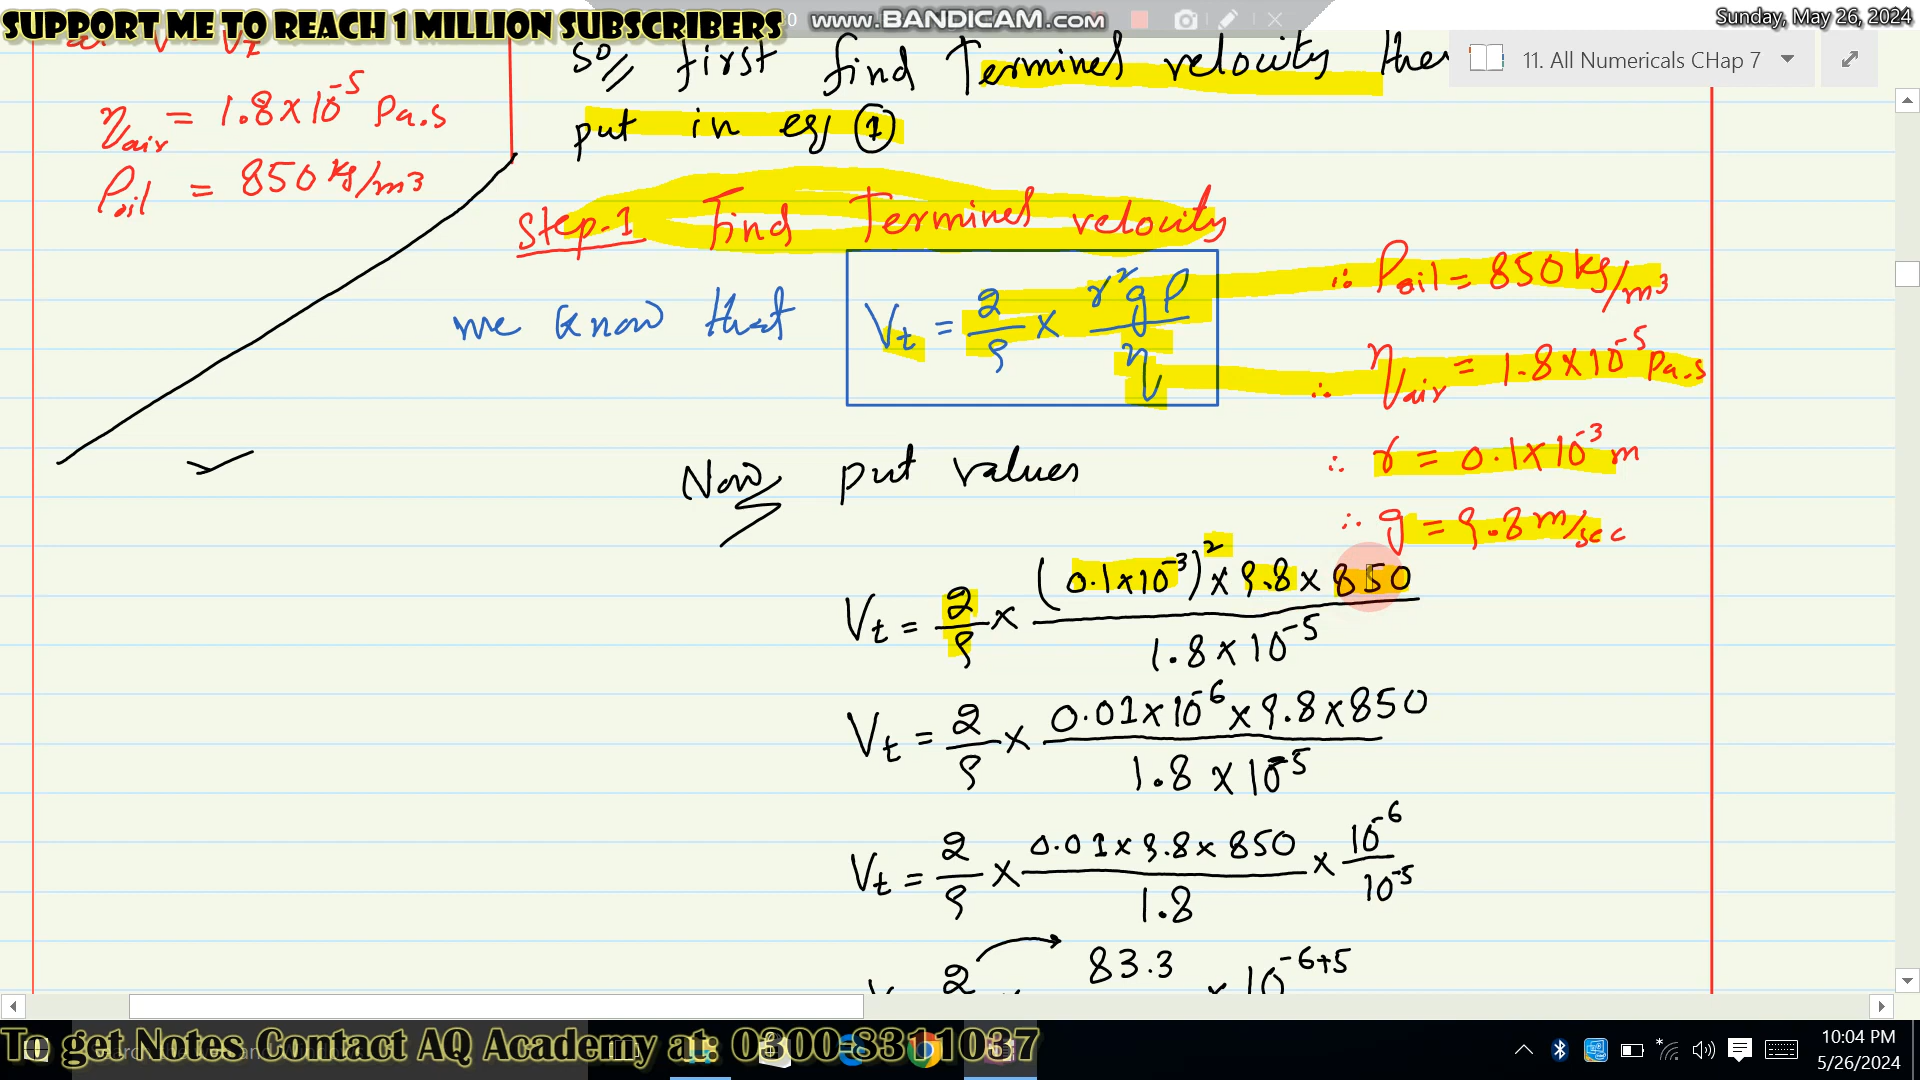 SUPPORT ME TO REACH 1 MILLION SUBSCRIBERS
www.BANDICAM.com
Sunday, May 26, 2024
11. All Numericals CHap 7
so first find Terminel velocity then
put in eq ①
ηair = 1.8×10⁻⁵ Pa.s
ρoil = 850 kg/m³
Step-1 Find Terminel velocity
we know that Vt = 2/9 × r²gρ/η
∴ ρoil = 850 kg/m³
∴ ηair = 1.8×10⁻⁵ Pa.s
∴ r = 0.1×10⁻³ m
∴ g = 9.8 m/sec
Now put values
Vt = 2/9 × (0.1×10⁻³)² × 9.8 × 850 / 1.8×10⁻⁵
Vt = 2/9 × 0.01×10⁻⁶ × 9.8 × 850 / 1.8 × 10⁻⁵
Vt = 2/9 × 0.01 × 9.8 × 850 / 1.8 × 10⁻⁶/10⁻⁵
2 83.3 × 10⁻⁶⁺⁵
To get Notes Contact AQ Academy at: 0300-8311037
10:04 PM
5/26/2024